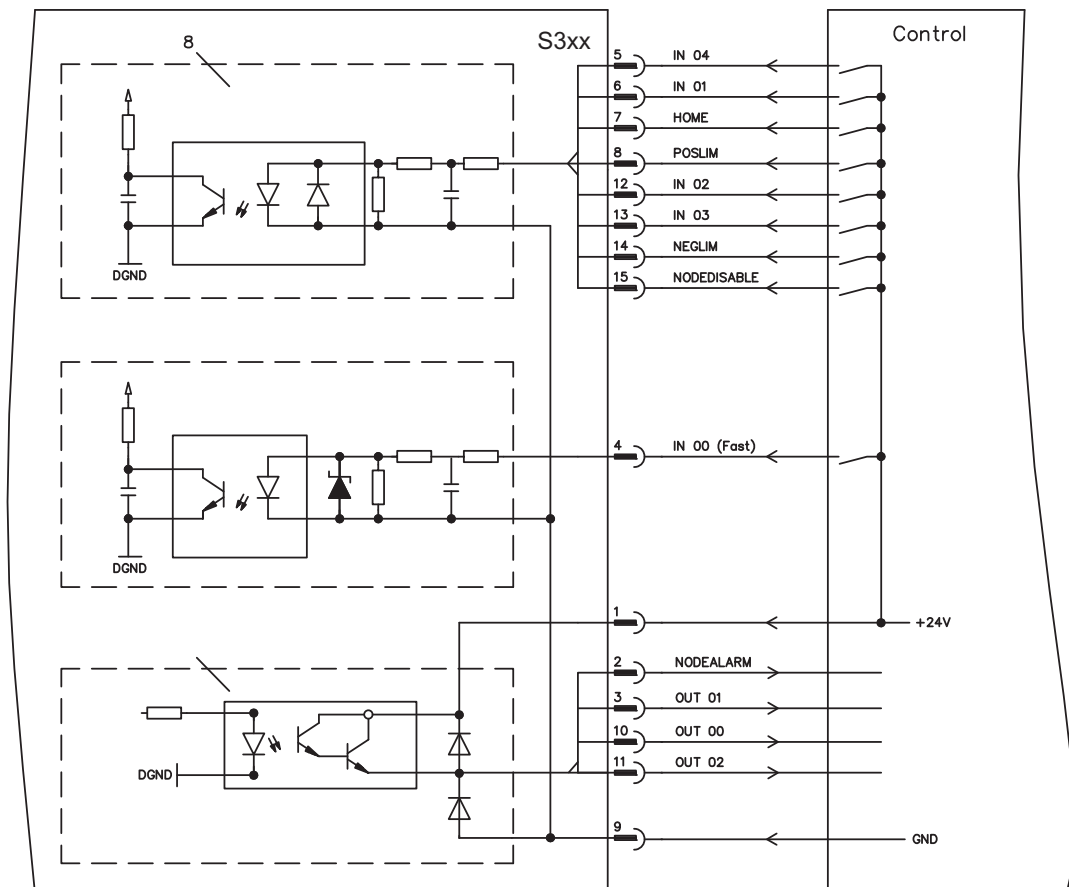 8
S3xx
Control
5 IN 04
6 IN 01
7 HOME
8 POSLIM
12 IN 02
13 IN 03
14 NEGLIM
15 NODEDISABLE
DGND
4 IN 00 (Fast)
DGND
1 +24V
2 NODEALARM
3 OUT 01
10 OUT 00
11 OUT 02
DGND
9 GND